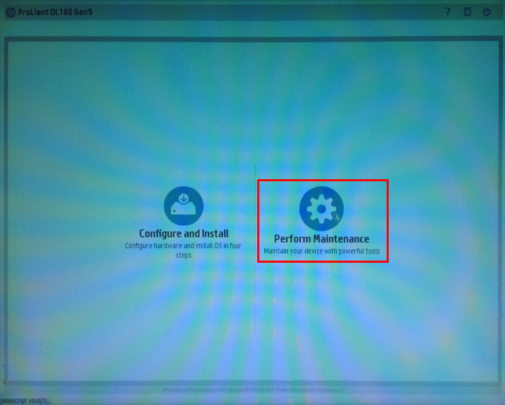 hp ProLiant DL160 Gen9
?
Configure and Install
Configure hardware and install OS in four
steps
Perform Maintenance
Maintain your device with powerful tools
javascript:void(0);